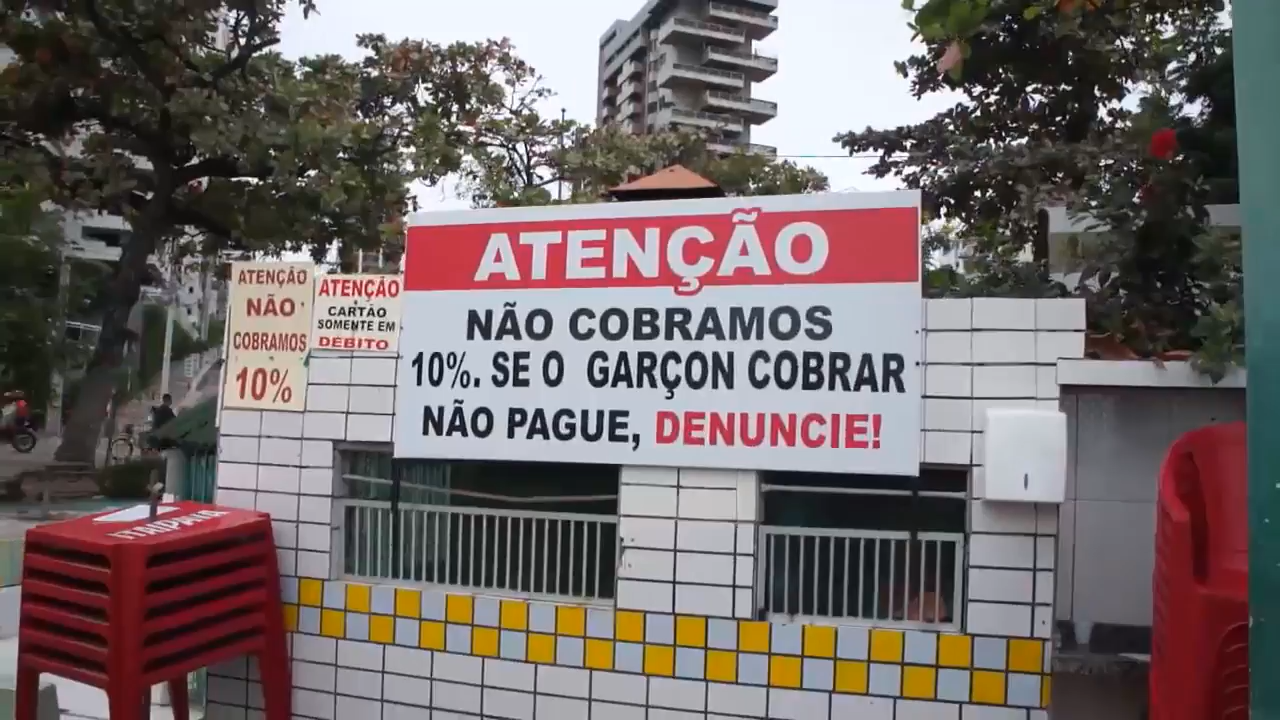 ATENÇÃO
NÃO
COBRAMOS
10%
ATENÇÃO
CARTÃO
SOMENTE EM
DÉBITO
ATENÇÃO
NÃO COBRAMOS
10%. SE O GARÇON COBRAR
NÃO PAGUE, DENUNCIE!
ITAIPAVA